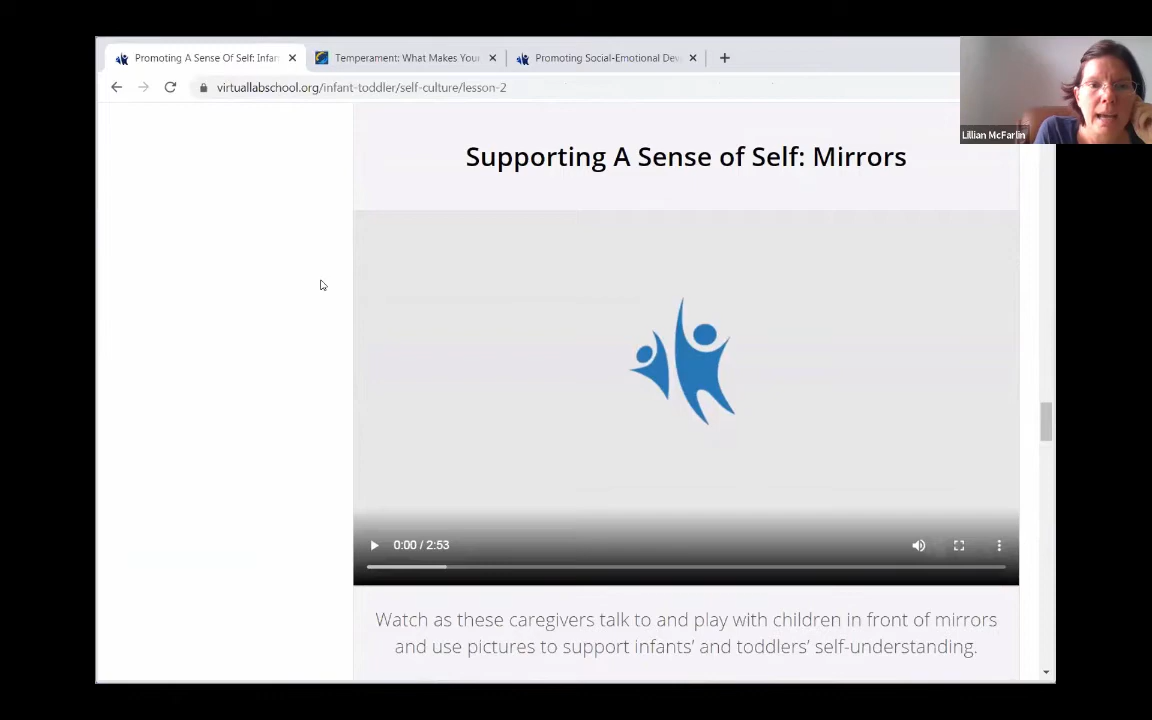 Promoting A Sense Of Self: Infan
Temperament: What Makes Your
Promoting Social-Emotional Dev
virtuallabschool.org/infant-toddler/self-culture/lesson-2
Lillian McFarlin
Supporting A Sense of Self: Mirrors
0:00 / 2:53
Watch as these caregivers talk to and play with children in front of mirrors
and use pictures to support infants’ and toddlers’ self-understanding.